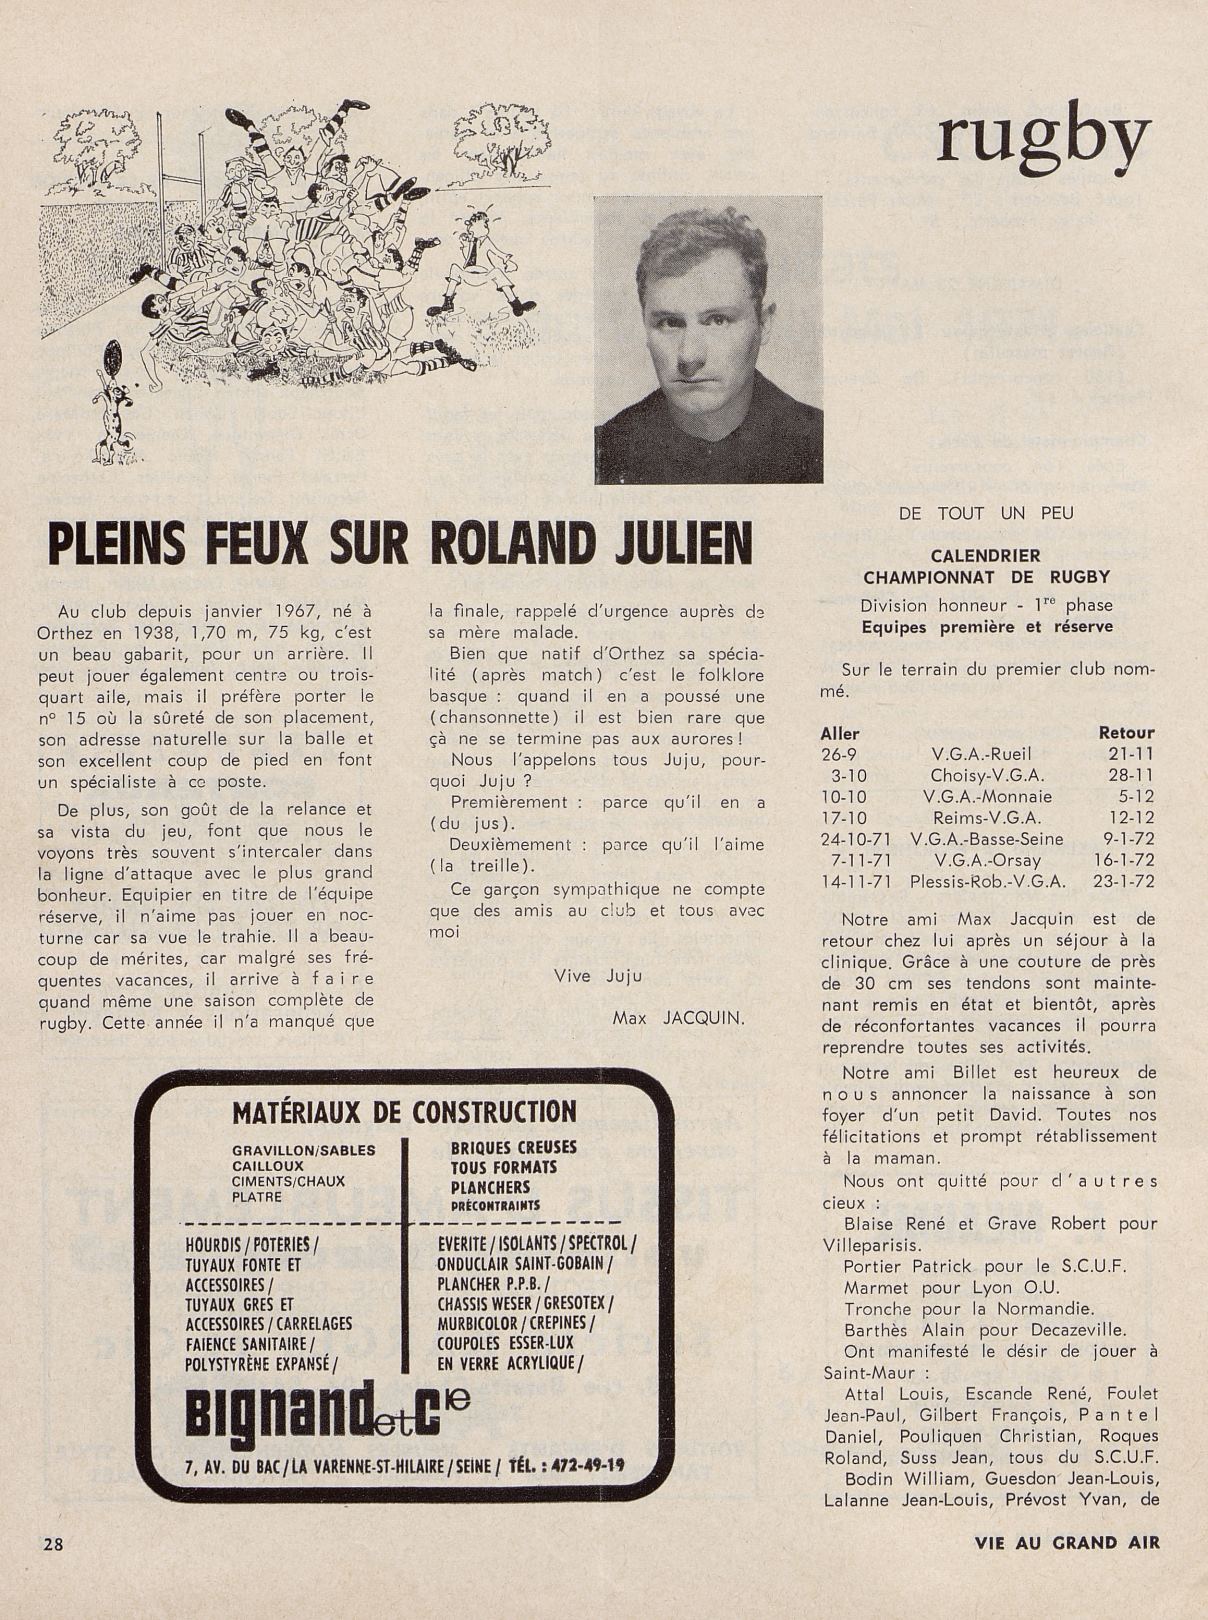 rugby
PLEINS FEUX SUR ROLAND JULIEN
Au club depuis janvier 1967, né à
Orthez en 1938, 1,70 m, 75 kg, c'est
un beau gabarit, pour un arrière. Il
peut jouer également centre ou trois-
quart aile, mais il préfère porter le
n° 15 où la sûreté de son placement,
son adresse naturelle sur la balle et
son excellent coup de pied en font
un spécialiste à ce poste.
De plus, son goût de la relance et
sa vista du jeu, font que nous le
voyons très souvent s'intercaler dans
la ligne d'attaque avec le plus grand
bonheur. Equipier en titre de l'équipe
réserve, il n'aime pas jouer en noc-
turne car sa vue le trahie. Il a beau-
coup de mérites, car malgré ses fré-
quentes vacances, il arrive à faire
quand même une saison complète de
rugby. Cette année il n'a manqué que
la finale, rappelé d'urgence auprès de
sa mère malade.
Bien que natif d'Orthez sa spécia-
lité (après match) c'est le folklore
basque : quand il en a poussé une
(chansonnette) il est bien rare que
çà ne se termine pas aux aurores !
Nous l'appelons tous Juju, pour-
quoi Juju ?
Premièrement : parce qu'il en a
(du jus).
Deuxièmement : parce qu'il l'aime
(la treille).
Ce garçon sympathique ne compte
que des amis au club et tous avec
moi
Vive Juju
Max JACQUIN.
DE TOUT UN PEU
CALENDRIER
CHAMPIONNAT DE RUGBY
Division honneur - 1re phase
Equipes première et réserve
Sur le terrain du premier club nom-
mé.
Aller Retour
26-9 V.G.A.-Rueil 21-11
3-10 Choisy-V.G.A. 28-11
10-10 V.G.A.-Monnaie 5-12
17-10 Reims-V.G.A. 12-12
24-10-71 V.G.A.-Basse-Seine 9-1-72
7-11-71 V.G.A.-Orsay 16-1-72
14-11-71 Plessis-Rob.-V.G.A. 23-1-72
Notre ami Max Jacquin est de
retour chez lui après un séjour à la
clinique. Grâce à une couture de près
de 30 cm ses tendons sont mainte-
nant remis en état et bientôt, après
de réconfortantes vacances il pourra
reprendre toutes ses activités.
Notre ami Billet est heureux de
nous annoncer la naissance à son
foyer d'un petit David. Toutes nos
félicitations et prompt rétablissement
à la maman.
Nous ont quitté pour d'autres
cieux :
Blaise René et Grave Robert pour
Villeparisis.
Portier Patrick pour le S.C.U.F.
Marmet pour Lyon O.U.
Tronche pour la Normandie.
Barthès Alain pour Decazeville.
Ont manifesté le désir de jouer à
Saint-Maur :
Attal Louis, Escande René, Foulet
Jean-Paul, Gilbert François, Pantel
Daniel, Pouliquen Christian, Roques
Roland, Suss Jean, tous du S.C.U.F.
Bodin William, Guesdon Jean-Louis,
Lalanne Jean-Louis, Prévost Yvan, de
MATÉRIAUX DE CONSTRUCTION
GRAVILLON/SABLES
CAILLOUX
CIMENTS/CHAUX
PLATRE
BRIQUES CREUSES
TOUS FORMATS
PLANCHERS
PRÉCONTRAINTS
HOURDIS/POTERIES/
TUYAUX FONTE ET
ACCESSOIRES/
TUYAUX GRES ET
ACCESSOIRES/CARRELAGES
FAIENCE SANITAIRE/
POLYSTYRÈNE EXPANSÉ/
EVERITE/ISOLANTS/SPECTROL/
ONDUCLAIR SAINT-GOBAIN/
PLANCHER P.P.B./
CHASSIS WESER/GRESOTEX/
MURBICOLOR/CREPINES/
COUPOLES ESSER-LUX
EN VERRE ACRYLIQUE/
Bignand et Cie
7, AV. DU BAC/LA VARENNE-ST-HILAIRE/SEINE/ TÉL. : 472-49-19
28
VIE AU GRAND AIR